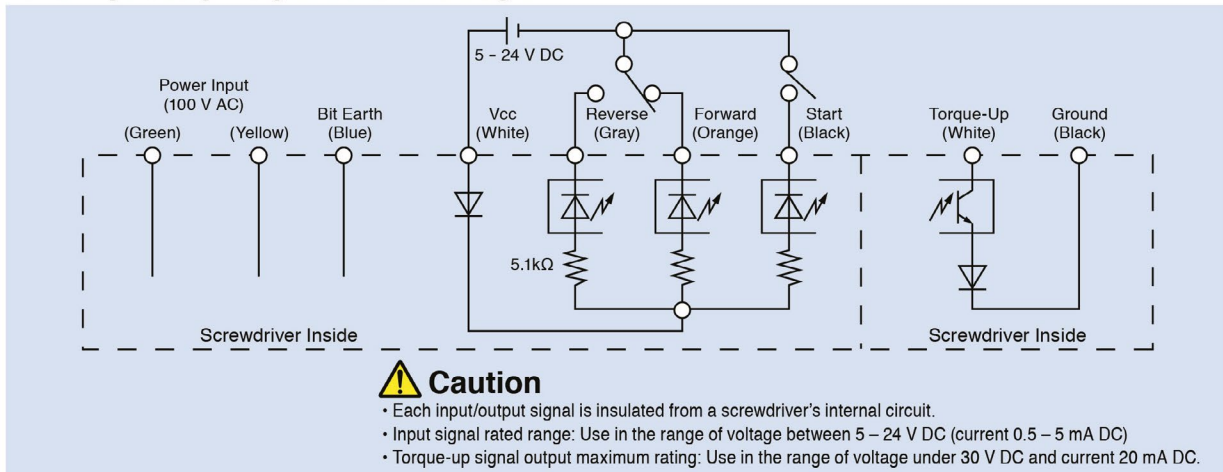 5 – 24 V DC
Power Input
(100 V AC)
(Green)
(Yellow)
Bit Earth
(Blue)
Vcc
(White)
Reverse
(Gray)
Forward
(Orange)
Start
(Black)
Torque-Up
(White)
Ground
(Black)
5.1kΩ
Screwdriver Inside
Screwdriver Inside
Caution
• Each input/output signal is insulated from a screwdriver's internal circuit.
• Input signal rated range: Use in the range of voltage between 5 – 24 V DC (current 0.5 – 5 mA DC)
• Torque-up signal output maximum rating: Use in the range of voltage under 30 V DC and current 20 mA DC.